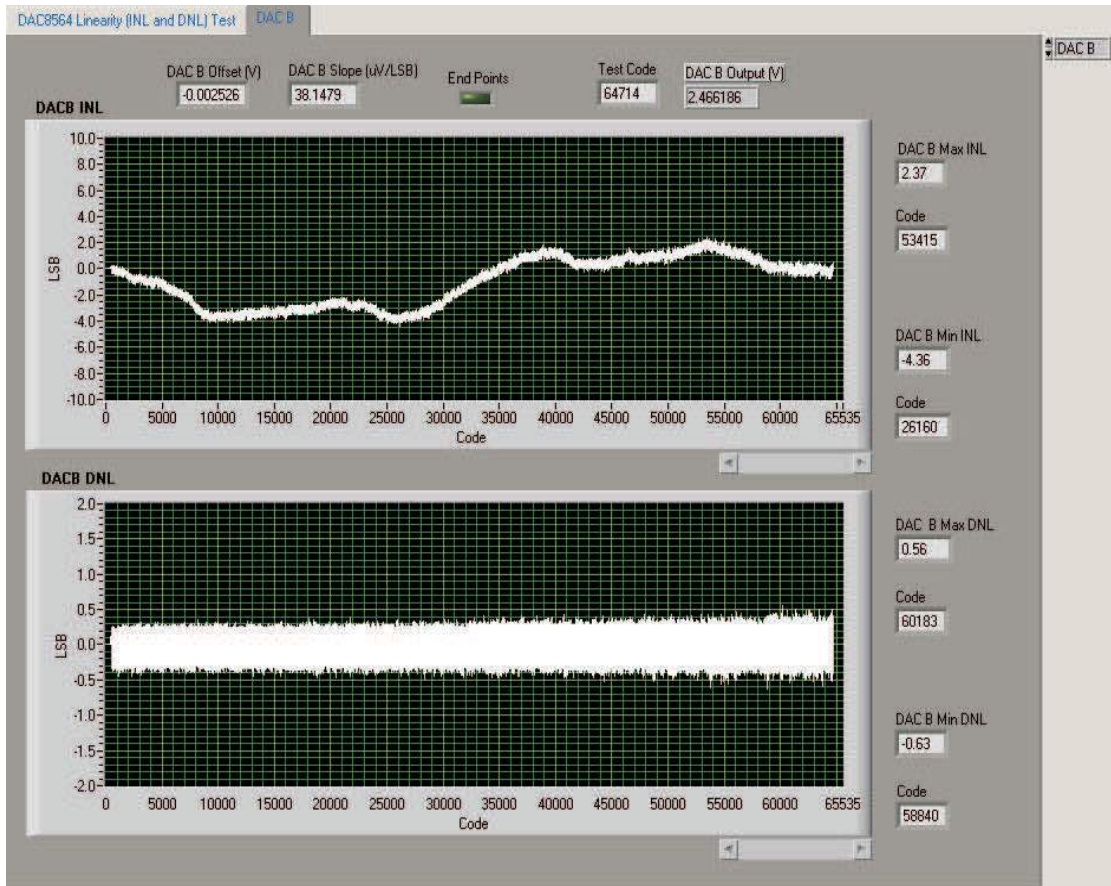 DAC8564 Linearity (INL and DNL) Test
DAC B
DAC B
DAC B Offset (V)
-0.002526
DAC B Slope (uV/LSB)
38.1479
End Points
Test Code
64714
DAC B Output (V)
2.466186
DACB INL
10.0
8.0
6.0
4.0
2.0
0.0
-2.0
-4.0
-6.0
-8.0
-10.0
LSB
0 5000 10000 15000 20000 25000 30000 35000 40000 45000 50000 55000 60000 65535
Code
DAC B Max INL
2.37
Code
53415
DAC B Min INL
-4.36
Code
26160
DACB DNL
2.0
1.5
1.0
0.5
0.0
-0.5
-1.0
-1.5
-2.0
LSB
0 5000 10000 15000 20000 25000 30000 35000 40000 45000 50000 55000 60000 65535
Code
DAC B Max DNL
0.56
Code
60183
DAC B Min DNL
-0.63
Code
58840